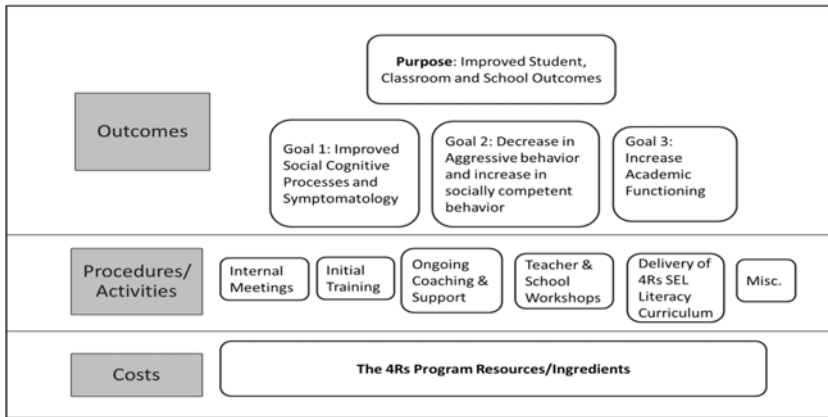 Purpose: Improved Student,
Classroom and School Outcomes
Outcomes
Goal 1: Improved
Social Cognitive
Processes and
Symptomatology
Goal 2: Decrease in
Aggressive behavior
and increase in
socially competent
behavior
Goal 3:
Increase
Academic
Functioning
Procedures/
Activities
Internal
Meetings
Initial
Training
Ongoing
Coaching &
Support
Teacher &
School
Workshops
Delivery of
4Rs SEL
Literacy
Curriculum
Misc.
Costs
The 4Rs Program Resources/Ingredients